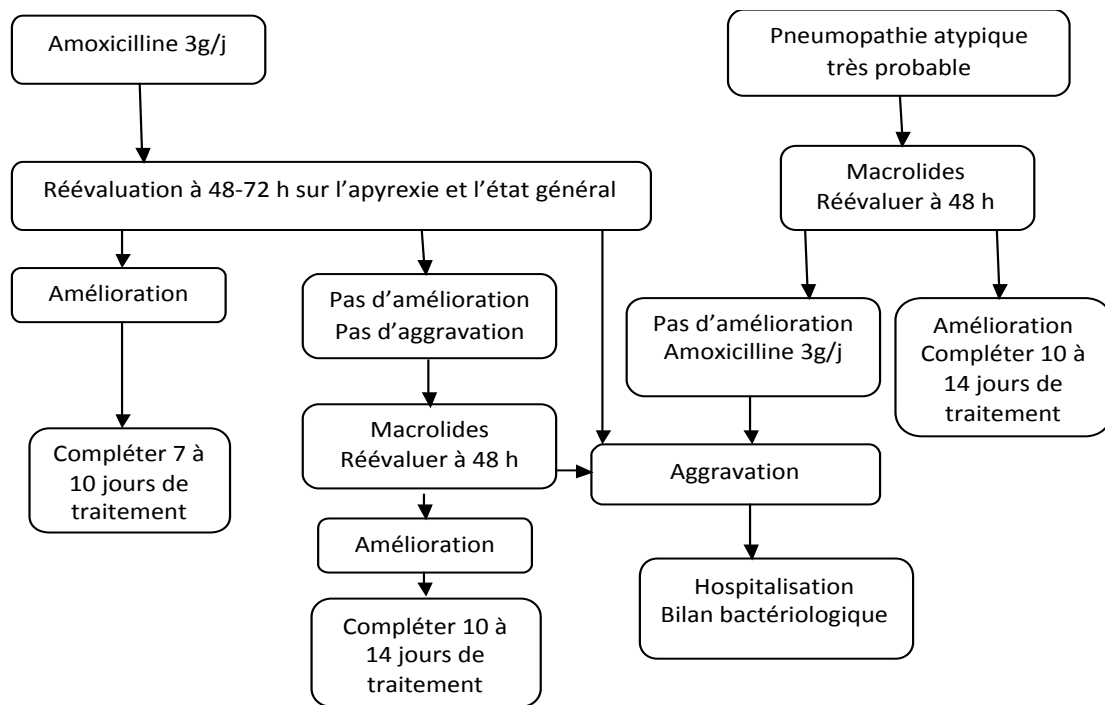 Amoxicilline 3g/j
Pneumopathie atypique
très probable
Réévaluation à 48-72 h sur l’apyrexie et l’état général
Macrolides
Réévaluer à 48 h
Amélioration
Pas d’amélioration
Pas d’aggravation
Pas d’amélioration
Amoxicilline 3g/j
Amélioration
Compléter 10 à
14 jours de
traitement
Compléter 7 à
10 jours de
traitement
Macrolides
Réévaluer à 48 h
Aggravation
Amélioration
Hospitalisation
Bilan bactériologique
Compléter 10 à
14 jours de
traitement